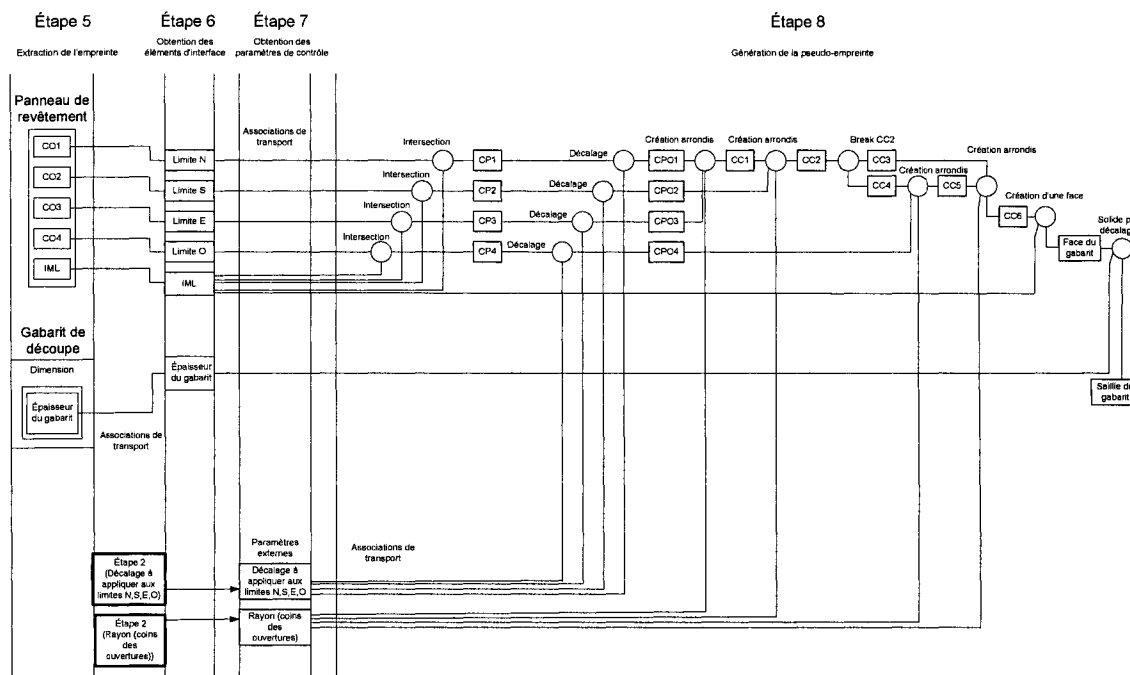 Étape 5
Étape 6
Étape 7
Étape 8
Extraction de l'empreinte
Obtention des
éléments d'interface
Obtention des
paramètres de contrôle
Génération de la pseudo-empreinte
Panneau de
revêtement
CO1
CO2
CO3
CO4
IML
Limite N
Limite S
Limite E
Limite O
IML
Associations de
transport
Intersection
Intersection
Intersection
Intersection
CP1
CP2
CP3
CP4
Décalage
Décalage
Décalage
Décalage
Création arrondis
CPO1
CPO2
CPO3
CPO4
CC1
Création arrondis
CC2
Break CC2
CC3
Création arrondis
CC4
CC5
Création arrondis
CC6
Création d'une face
Face du
gabarit
Solide p
décalag
Saillie du
gabarit
Gabarit de
découpe
Dimension
Épaisseur
du gabarit
Épaisseur
du gabarit
Associations de
transport
Étape 2
(Décalage à
appliquer aux
limites N,S,E,O)
Étape 2
(Rayon (coins
des
ouvertures))
Paramètres
externes
Décalage à
appliquer aux
limites N,S,E,O
Rayon (coins
des
ouvertures)
Associations de
transport